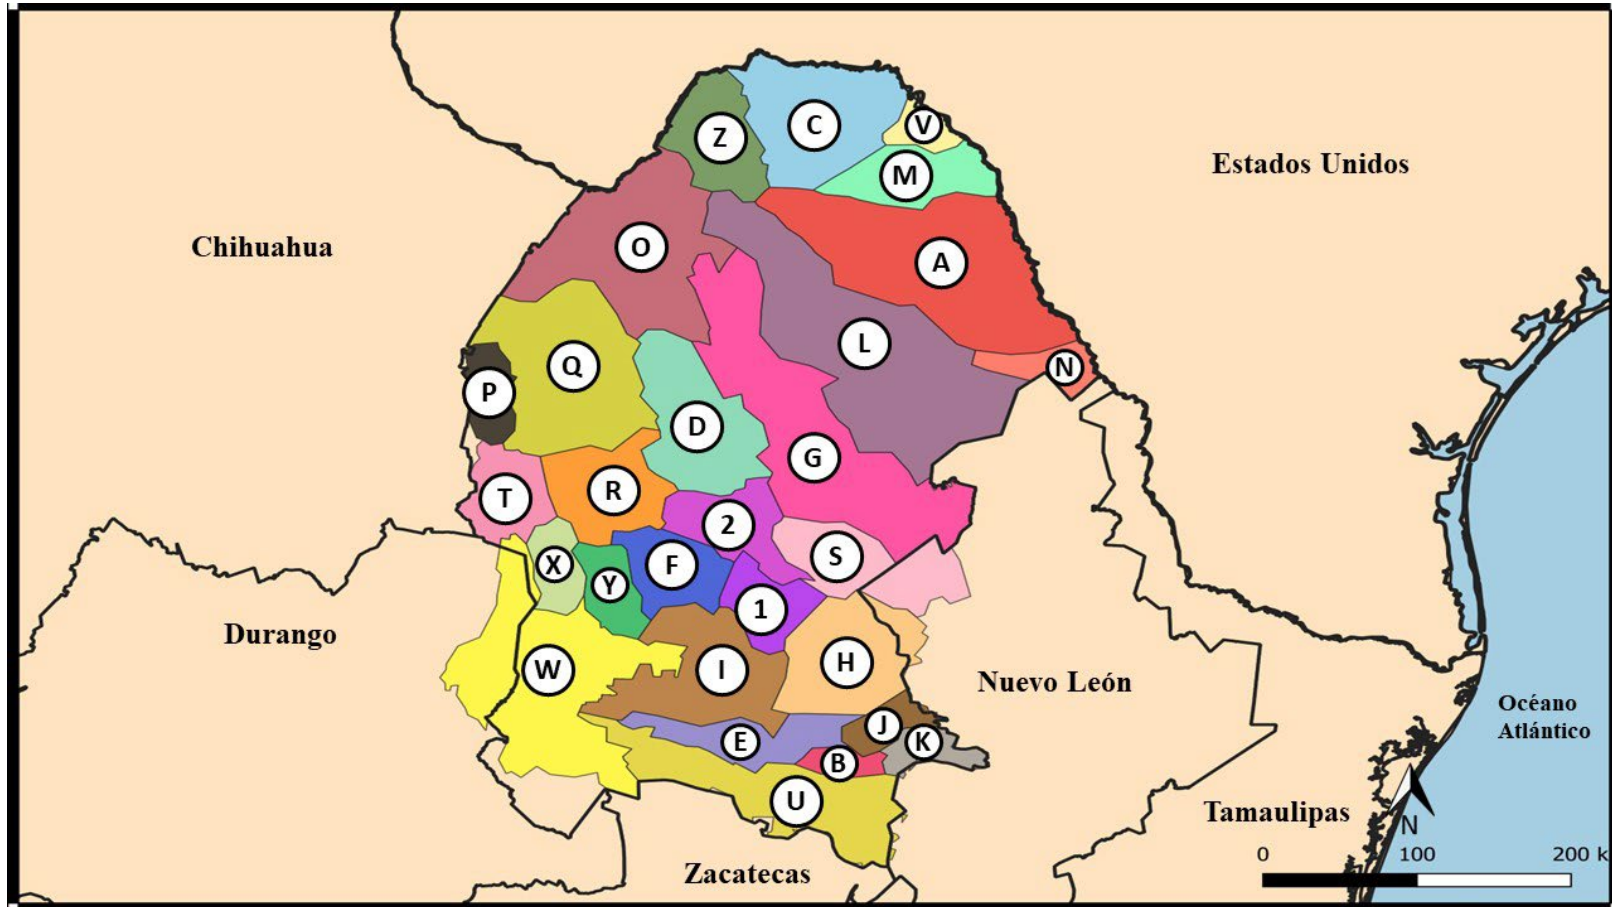 Z
C
V
M
Estados Unidos
Chihuahua
O
A
L
Q
N
P
D
G
T
R
2
S
X
F
Y
1
Durango
W
I
H
Nuevo León
J
K
E
B
U
Océano
Atlántico
Tamaulipas
N
Zacatecas
0 100 200 k